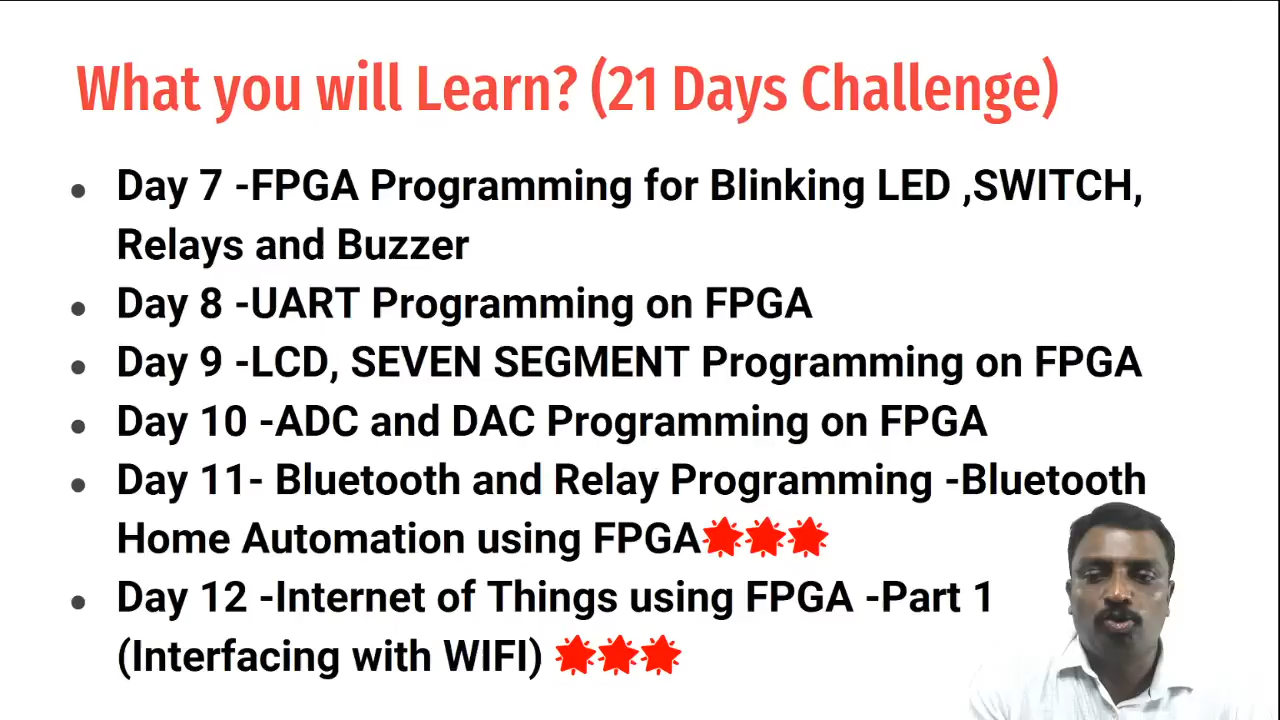 What you will Learn? (21 Days Challenge)
Day 7 -FPGA Programming for Blinking LED ,SWITCH,
Relays and Buzzer
Day 8 -UART Programming on FPGA
Day 9 -LCD, SEVEN SEGMENT Programming on FPGA
Day 10 -ADC and DAC Programming on FPGA
Day 11- Bluetooth and Relay Programming -Bluetooth
Home Automation using FPGA
Day 12 -Internet of Things using FPGA -Part 1
(Interfacing with WIFI)